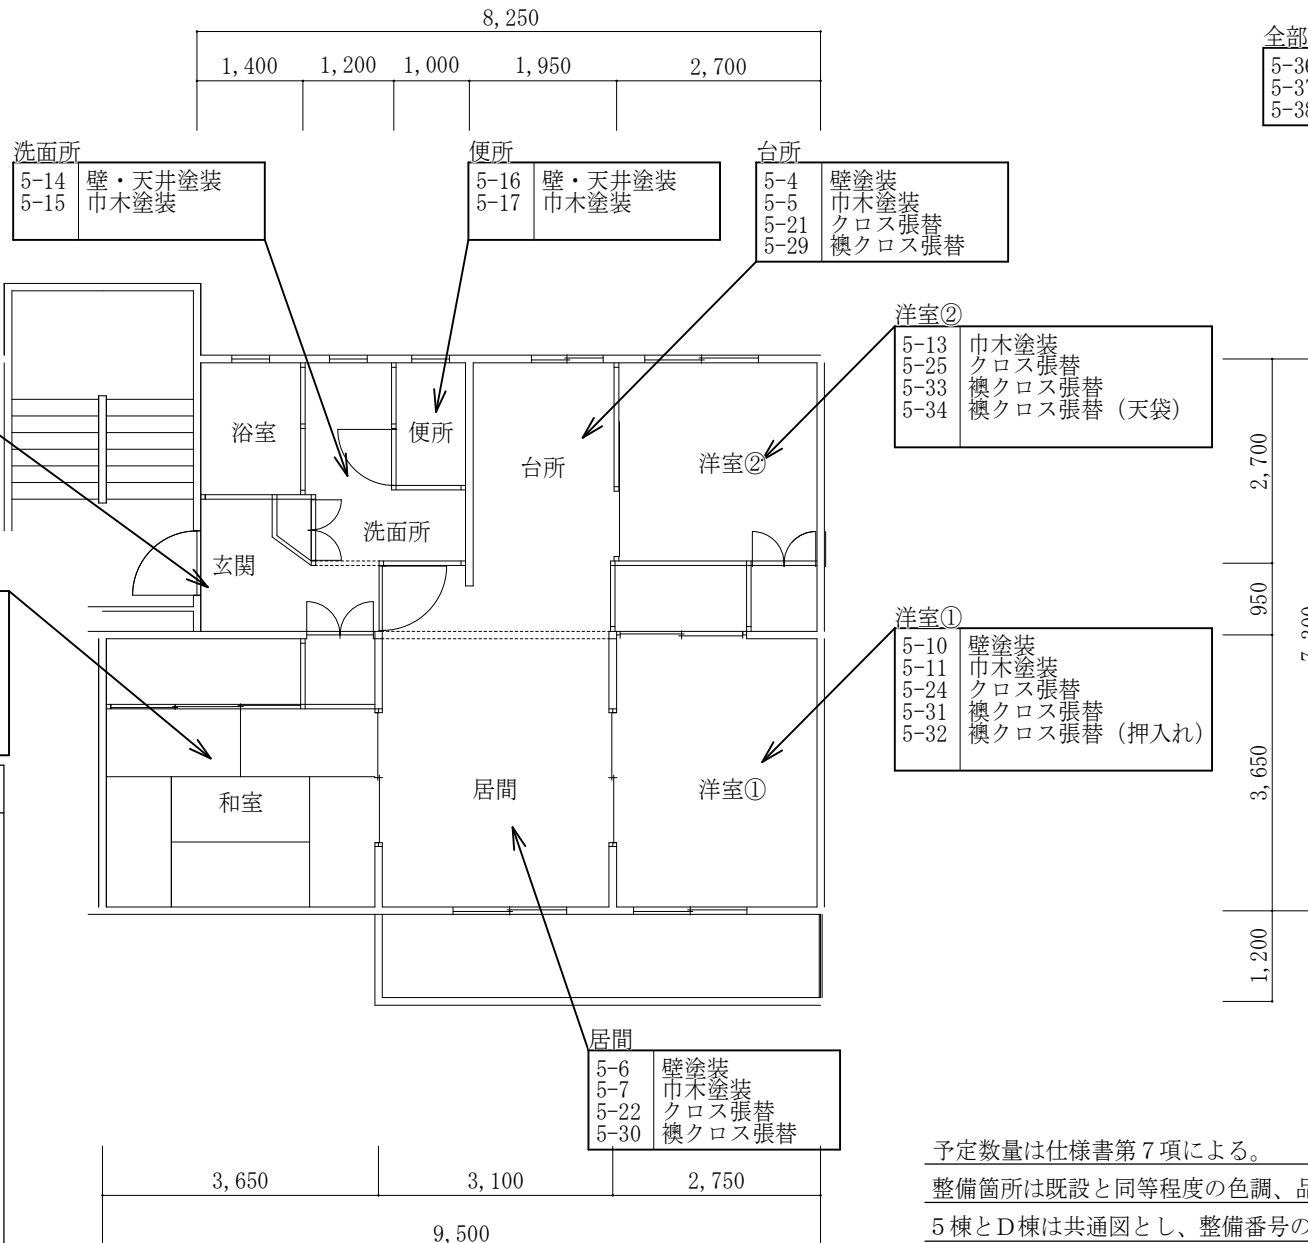 8,250
1,400 1,200 1,000 1,950 2,700
全部
5-36
5-37
5-38
洗面所
5-14 壁・天井塗装
5-15 巾木塗装
便所
5-16 壁・天井塗装
5-17 巾木塗装
台所
5-4 壁塗装
5-5 巾木塗装
5-21 クロス張替
5-29 襖クロス張替
洋室②
5-13 巾木塗装
5-25 クロス張替
5-33 襖クロス張替
5-34 襖クロス張替（天袋）
浴室
便所
台所
洋室②
洗面所
玄関
2,700
950
7,300
3,650
1,200
洋室①
5-10 壁塗装
5-11 巾木塗装
5-24 クロス張替
5-31 襖クロス張替
5-32 襖クロス張替（押入れ）
和室
居間
洋室①
居間
5-6 壁塗装
5-7 巾木塗装
5-22 クロス張替
5-30 襖クロス張替
3,650 3,100 2,750
9,500
予定数量は仕様書第７項による。
整備箇所は既設と同等程度の色調、品
５棟とＤ棟は共通図とし、整備番号の